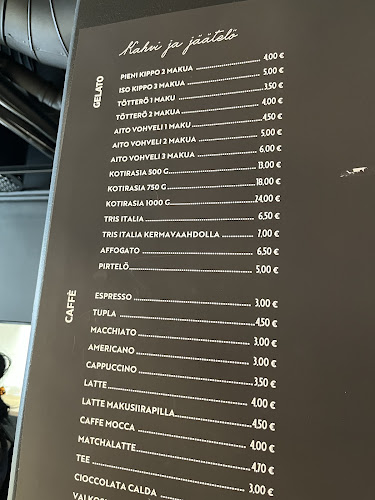 Kahvi ja jäätelö
GELATO
PIENI KIPPO 2 MAKUA 4,00 €
ISO KIPPO 3 MAKUA 5,00 €
TÖTTERÖ 1 MAKU 3,50 €
TÖTTERÖ 2 MAKUA 4,00 €
AITO VOHVELI 1 MAKU 4,50 €
AITO VOHVELI 2 MAKUA 5,00 €
AITO VOHVELI 3 MAKUA 6,00 €
KOTIRASIA 500 G 13,00 €
KOTIRASIA 750 G 18,00 €
KOTIRASIA 1000 G 24,00 €
TRIS ITALIA 6,50 €
TRIS ITALIA KERMAVAAHDOLLA 7,00 €
AFFOGATO 6,50 €
PIRTELÖ 5,00 €
CAFFÈ
ESPRESSO 3,00 €
TUPLA 4,50 €
MACCHIATO 3,00 €
AMERICANO 3,00 €
CAPPUCCINO 3,50 €
LATTE 4,00 €
LATTE MAKUSIIRAPILLA 4,50 €
CAFFE MOCCA 4,00 €
MATCHALATTE 4,70 €
TEE 3,00 €
CIOCCOLATA CALDA